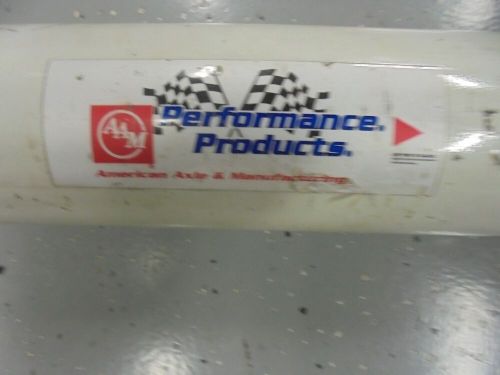 AAM
Performance.
Products.
American Axle & Manufacturing